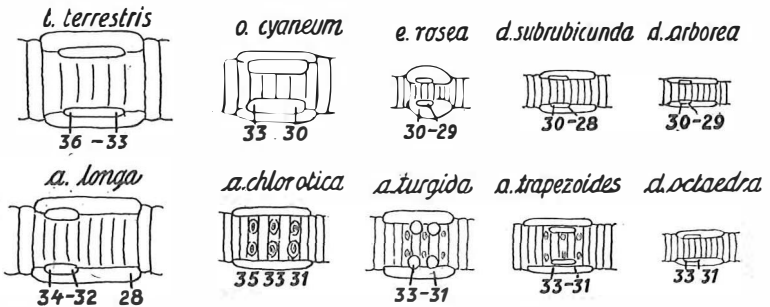 l. terrestris o. cyaneum e. rosea d. subrubicunda d. arborea
36 - 33 33 30 30-29 30-28 30-29
a. longa a. chlorotica a. turgida a. trapezoides d. octaedra
34-32 28 35 33 31 33-31 33-31 33 31